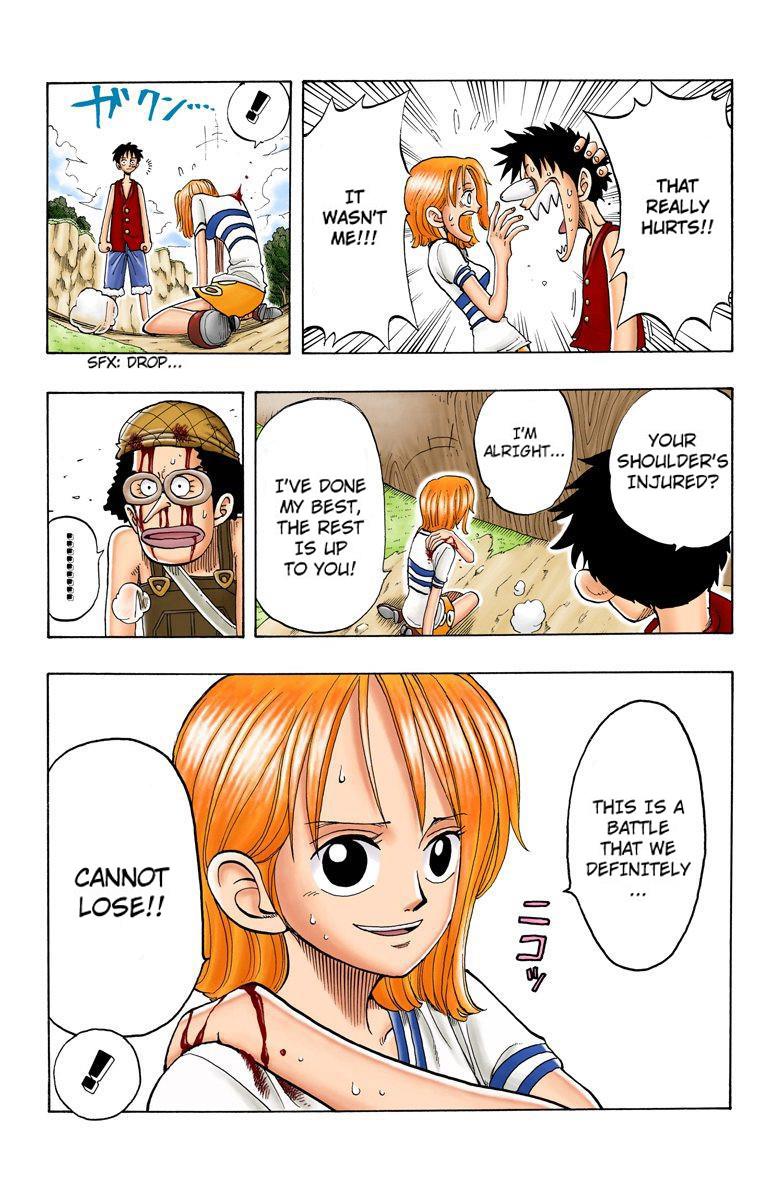 THAT
REALLY
HURTS!!
IT
WASN'T
ME!!!
!
ガクン....
SFX: DROP...
YOUR
SHOULDER'S
INJURED?
I'M
ALRIGHT...
I'VE DONE
MY BEST,
THE REST
IS UP
TO YOU!
THIS IS A
BATTLE
THAT WE
DEFINITELY
...
ニコッ
CANNOT
LOSE!!
!